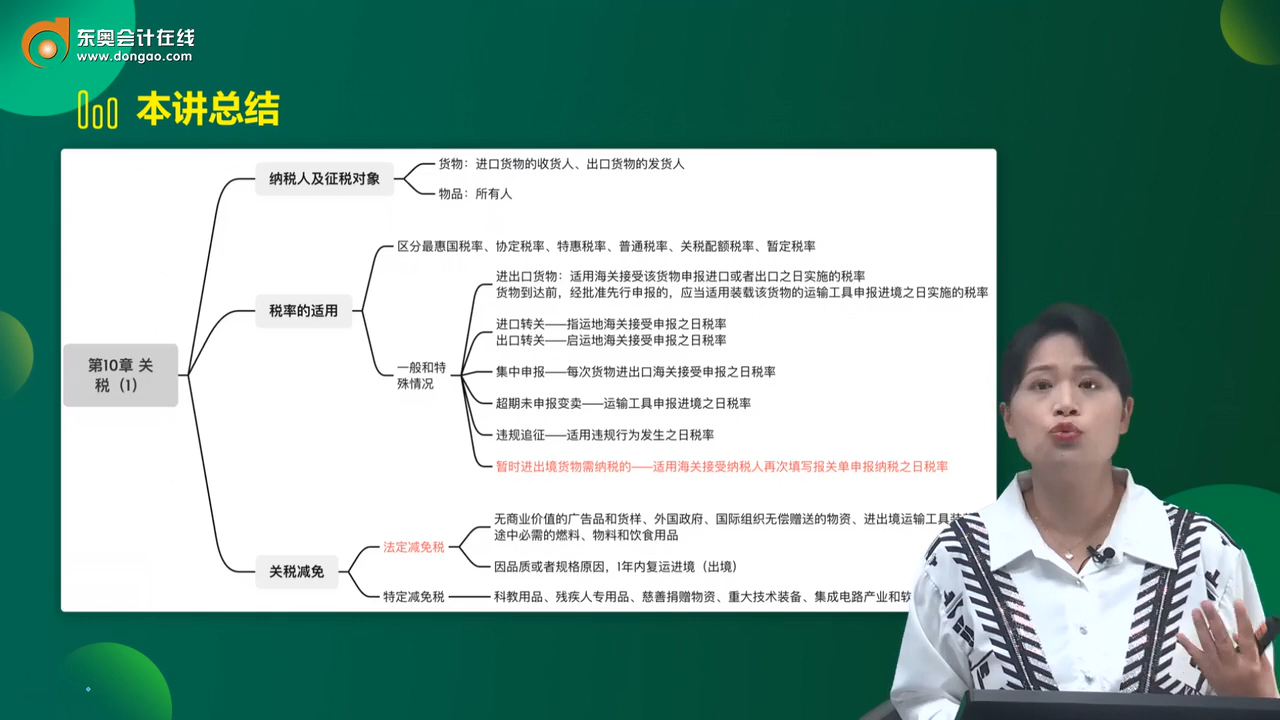 东奥会计在线
www.dongao.com
本讲总结
第10章 关
税（1）
纳税人及征税对象
货物：进口货物的收货人、出口货物的发货人
物品：所有人
税率的适用
区分最惠国税率、协定税率、特惠税率、普通税率、关税配额税率、暂定税率
一般和特
殊情况
进出口货物：适用海关接受该货物申报进口或者出口之日实施的税率
货物到达前，经批准先行申报的，应当适用装载该货物的运输工具申报进境之日实施的税率
进口转关——指运地海关接受申报之日税率
出口转关——启运地海关接受申报之日税率
集中申报——每次货物进出口海关接受申报之日税率
超期未申报变卖——运输工具申报进境之日税率
违规追征——适用违规行为发生之日税率
暂时进出境货物需纳税的——适用海关接受纳税人再次填写报关单申报纳税之日税率
关税减免
法定减免税
无商业价值的广告品和货样、外国政府、国际组织无偿赠送的物资、进出境运输工具装
途中必需的燃料、物料和饮食用品
因品质或者规格原因，1年内复运进境（出境）
特定减免税
科教用品、残疾人专用品、慈善捐赠物资、重大技术装备、集成电路产业和软